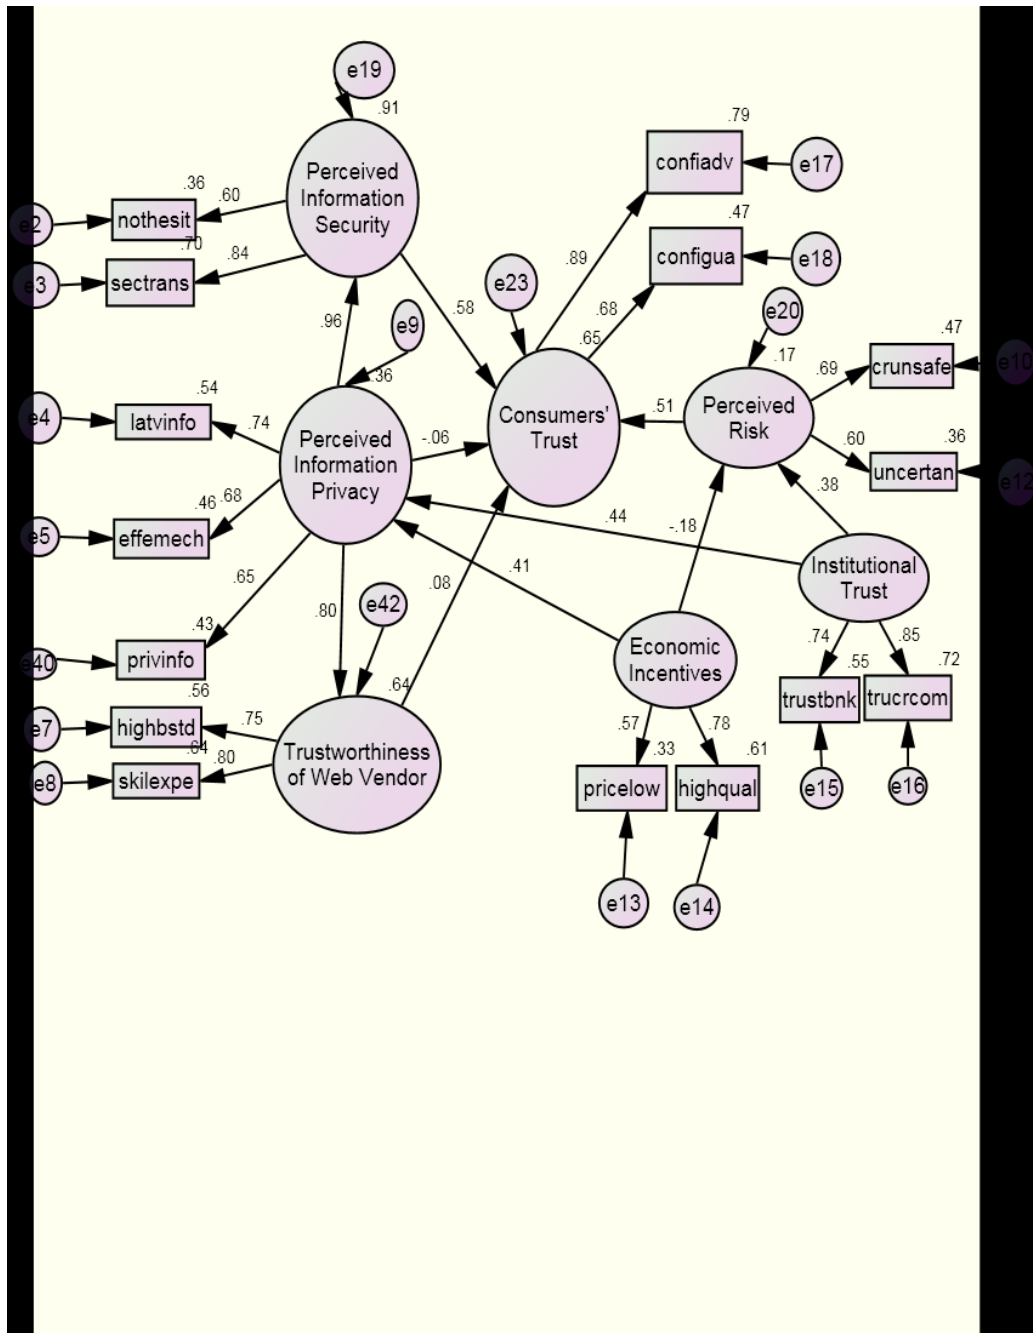 e19
.91
Perceived
Information
Security
.79
confiadv
e17
.36
.60
nothesit
e2
.70
.84
sectrans
e3
.47
configua
e18
.89
.68
e23
.58
.96
e9
.36
.65
Consumers'
Trust
e20
.17
Perceived
Risk
.51
.47
.69
crunsafe
e10
.60
.36
uncertan
e12
.38
.54
latvinfo
e4
.74
Perceived
Information
Privacy
-.06
.46
.68
effemech
e5
.44
-.18
Institutional
Trust
.65
.41
.08
.80
e42
.43
privinfo
e40
Economic
Incentives
.74
.85
.55
.72
trustbnk
trucrcom
.56
highbstd
e7
.75
.64
Trustworthiness
of Web Vendor
.64
.80
skilexpe
e8
.57
.78
.33
.61
pricelow
highqual
e15
e16
e13
e14